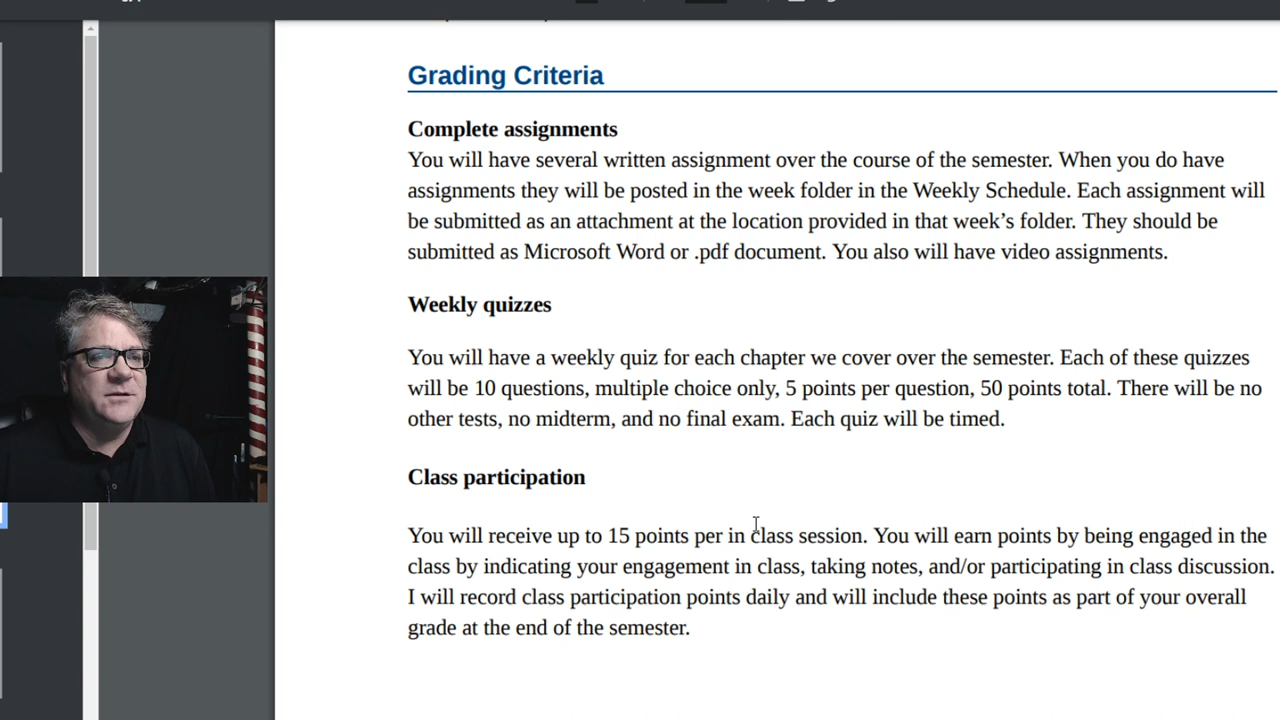 Grading Criteria
Complete assignments
You will have several written assignment over the course of the semester. When you do have
assignments they will be posted in the week folder in the Weekly Schedule. Each assignment will
be submitted as an attachment at the location provided in that week’s folder. They should be
submitted as Microsoft Word or .pdf document. You also will have video assignments.
Weekly quizzes
You will have a weekly quiz for each chapter we cover over the semester. Each of these quizzes
will be 10 questions, multiple choice only, 5 points per question, 50 points total. There will be no
other tests, no midterm, and no final exam. Each quiz will be timed.
Class participation
You will receive up to 15 points per in class session. You will earn points by being engaged in the
class by indicating your engagement in class, taking notes, and/or participating in class discussion.
I will record class participation points daily and will include these points as part of your overall
grade at the end of the semester.